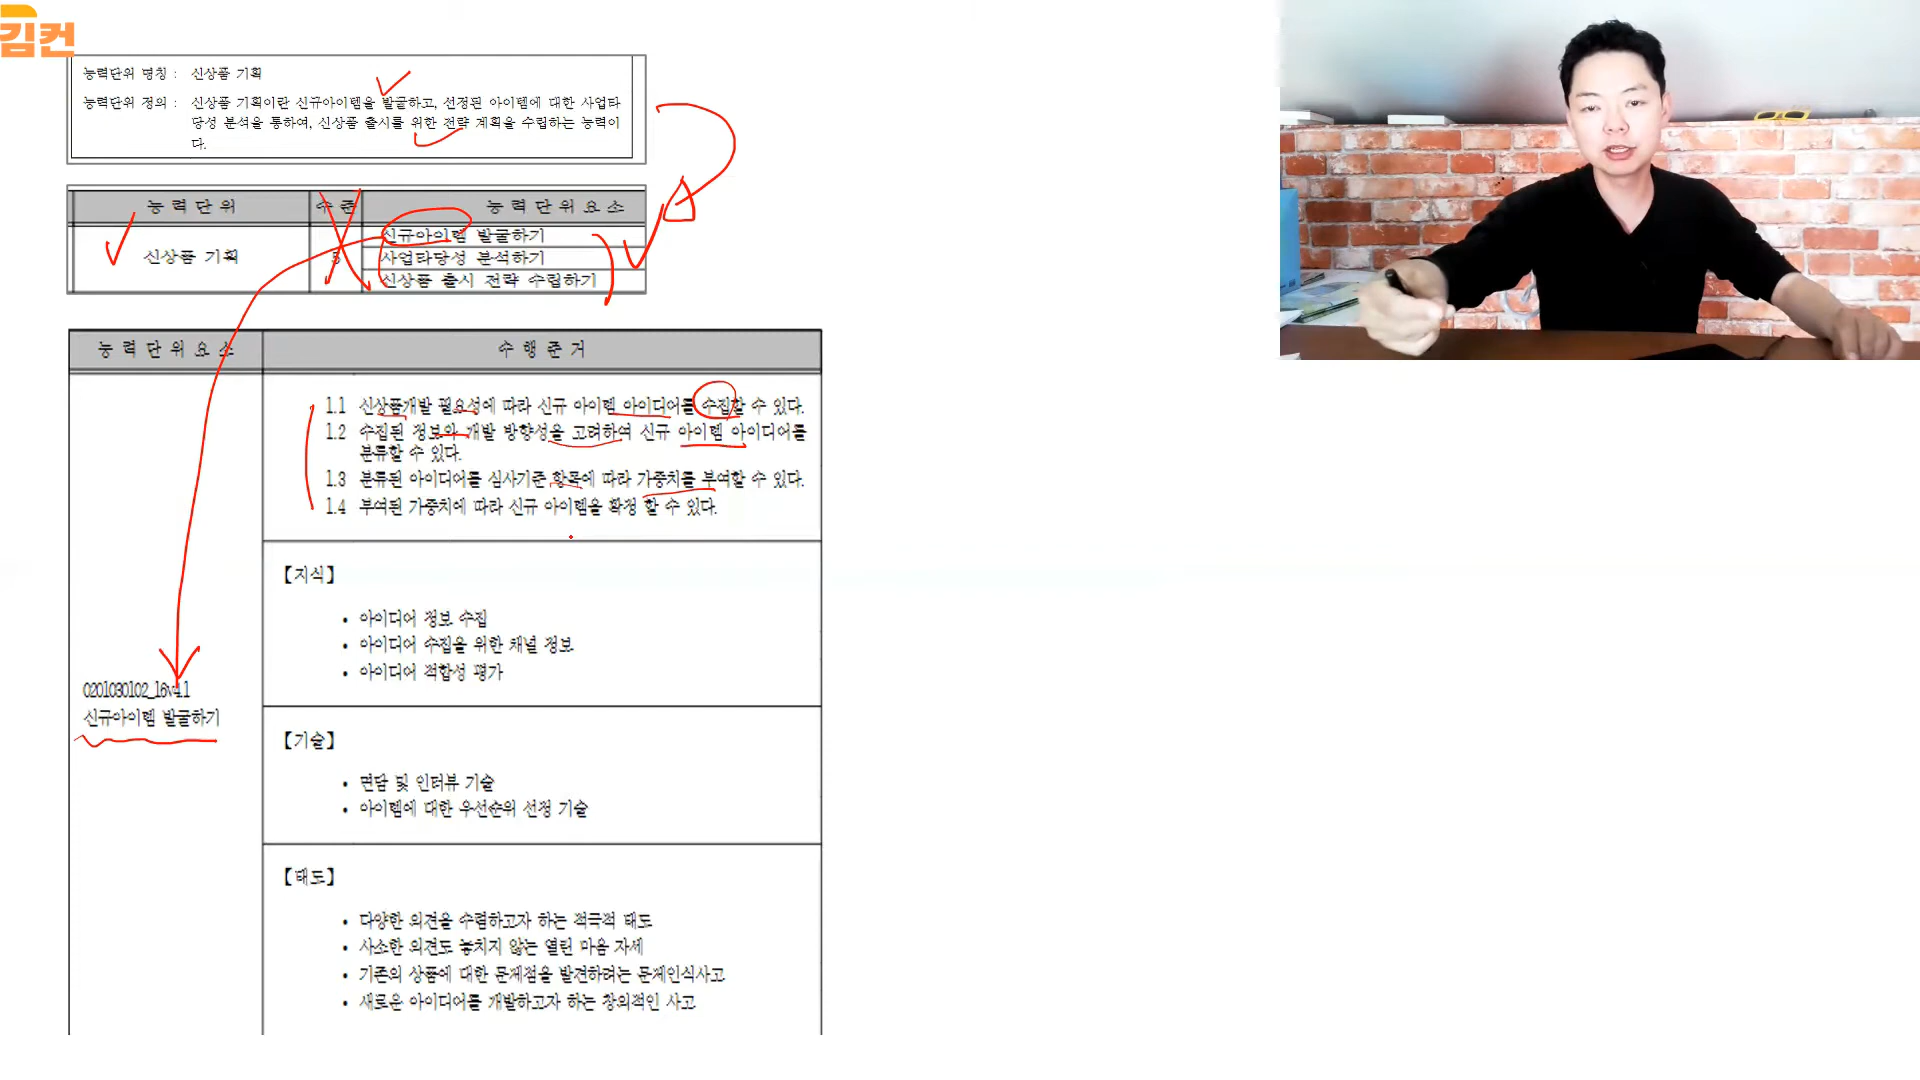 김컨
능력단위 명칭 : 신상품 기획
능력단위 정의 : 신상품 기획이란 신규아이템을 발굴하고, 선정된 아이템에 대한 사업타
당성 분석을 통하여, 신상품 출시를 위한 전략 계획을 수립하는 능력이
다.
능력단위 수준 능력단위요소
신규아이템 발굴하기
신상품 기획 5 사업타당성 분석하기
신상품 출시 전략 수립하기
능력단위요소 수행준거
1.1 신상품개발 필요성에 따라 신규 아이템 아이디어를 수집할 수 있다.
1.2 수집된 정보와 개발 방향성을 고려하여 신규 아이템 아이디어를
분류할 수 있다.
1.3 분류된 아이디어를 심사기준 항목에 따라 가중치를 부여할 수 있다.
1.4 부여된 가중치에 따라 신규 아이템을 확정 할 수 있다.
【지식】
• 아이디어 정보 수집
• 아이디어 수집을 위한 채널 정보
• 아이디어 적합성 평가
0201030102_16v4.1
신규아이템 발굴하기
【기술】
• 면담 및 인터뷰 기술
• 아이템에 대한 우선순위 선정 기술
【태도】
• 다양한 의견을 수렴하고자 하는 적극적 태도
• 사소한 의견도 놓치지 않는 열린 마음 자세
• 기존의 상품에 대한 문제점을 발견하려는 문제인식사고
• 새로운 아이디어를 개발하고자 하는 창의적인 사고